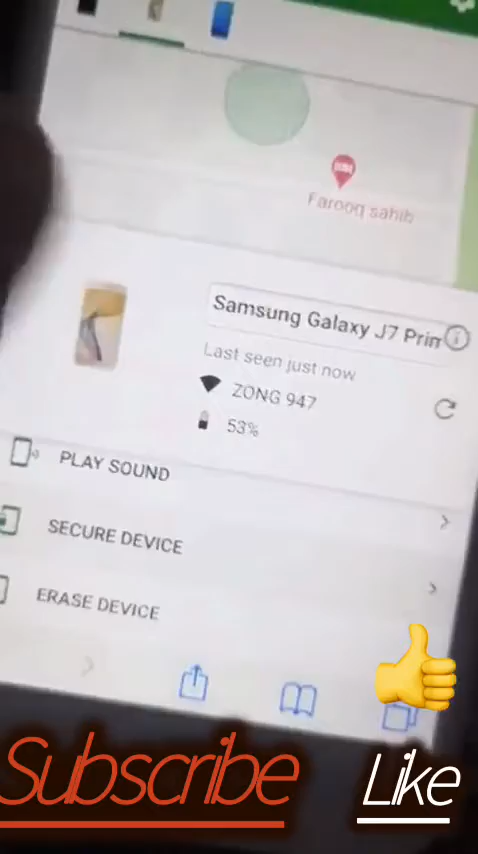 Farooq sahib
Samsung Galaxy J7 Prim
Last seen just now
ZONG 947
53%
PLAY SOUND
SECURE DEVICE
ERASE DEVICE
Subscribe
Like